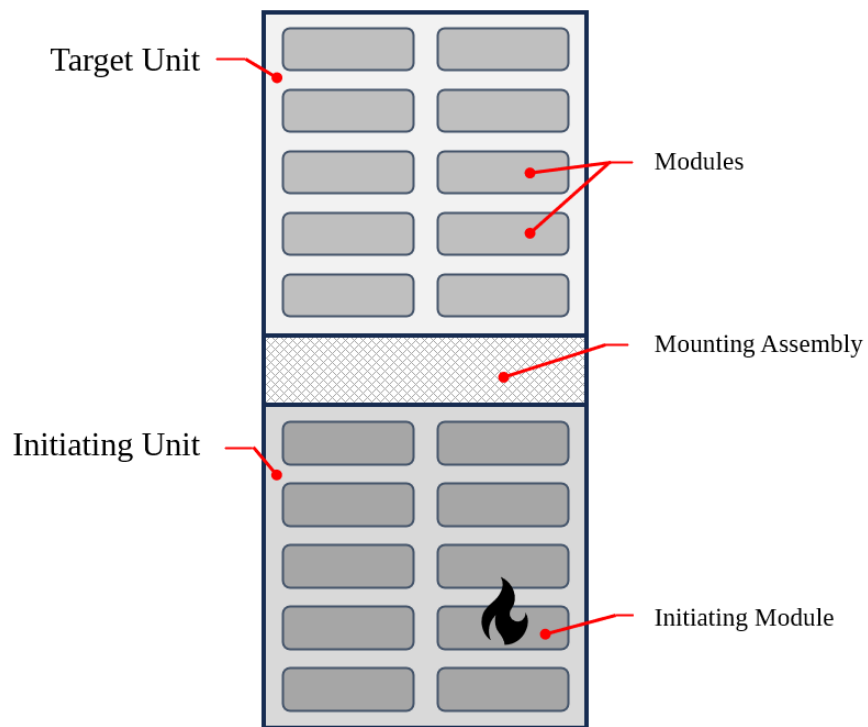 Target Unit
Modules
Mounting Assembly
Initiating Unit
Initiating Module